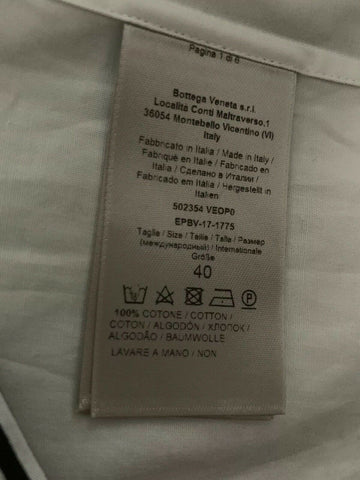 Pagina 1 di 6
Bottega Veneta s.r.l.
Località Conti Maltraverso,1
36054 Montebello Vicentino (VI)
Italy
Fabbricato in Italia / Made in Italy /
Fabriqué en Italie / Fabricado en
Italia / Сделано в Италии /
Fabricado em Itália / Hergestellt in
Italien
502354 VEOP0
EPBV-17-1775
Taglia / Size / Taille / Talla / Размер
(международный) / Internationale
Größe
40
100% COTONE / COTTON /
COTON / ALGODÓN / ХЛОПОК /
ALGODÃO / BAUMWOLLE
LAVARE A MANO / NON